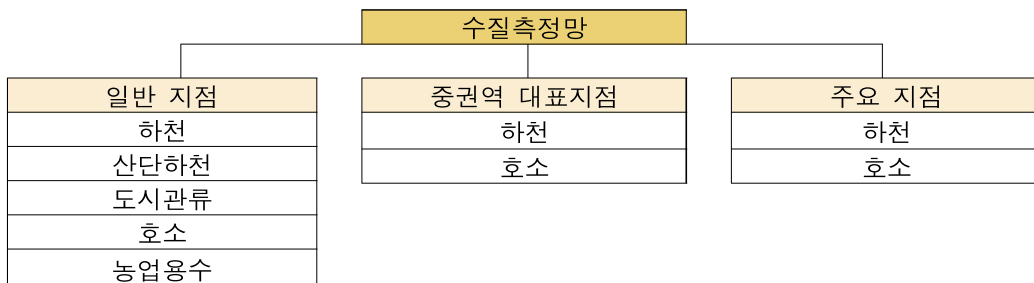 수질측정망
일반 지점
하천
산단하천
도시관류
호소
농업용수
중권역 대표지점
하천
호소
주요 지점
하천
호소